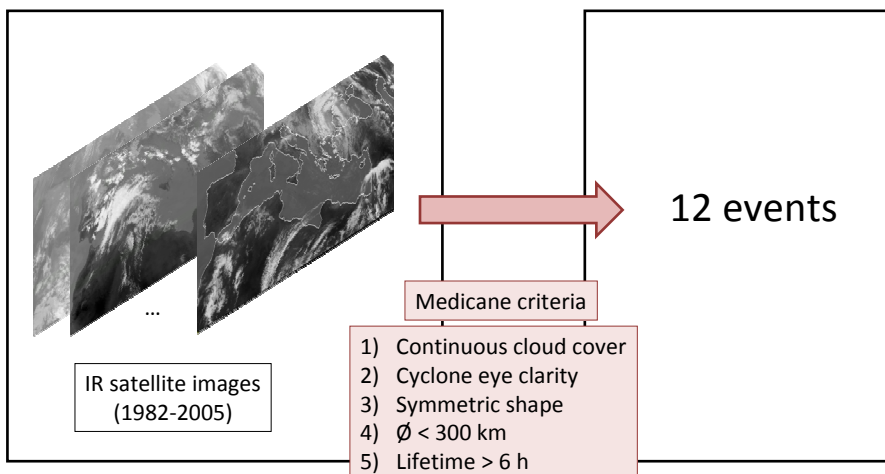 ...
IR satellite images
(1982-2005)
12 events
Medicane criteria
1) Continuous cloud cover
2) Cyclone eye clarity
3) Symmetric shape
4) Ø < 300 km
5) Lifetime > 6 h